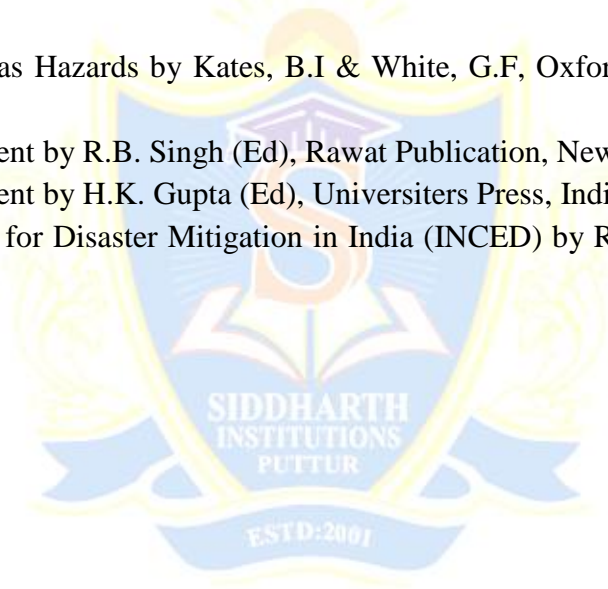 as Hazards by Kates, B.I & White, G.F, Oxfor
ent by R.B. Singh (Ed), Rawat Publication, New
ent by H.K. Gupta (Ed), Universiters Press, Indi
for Disaster Mitigation in India (INCED) by R
S
SIDDHARTH
INSTITUTIONS
PUTTUR
ESTD:2001